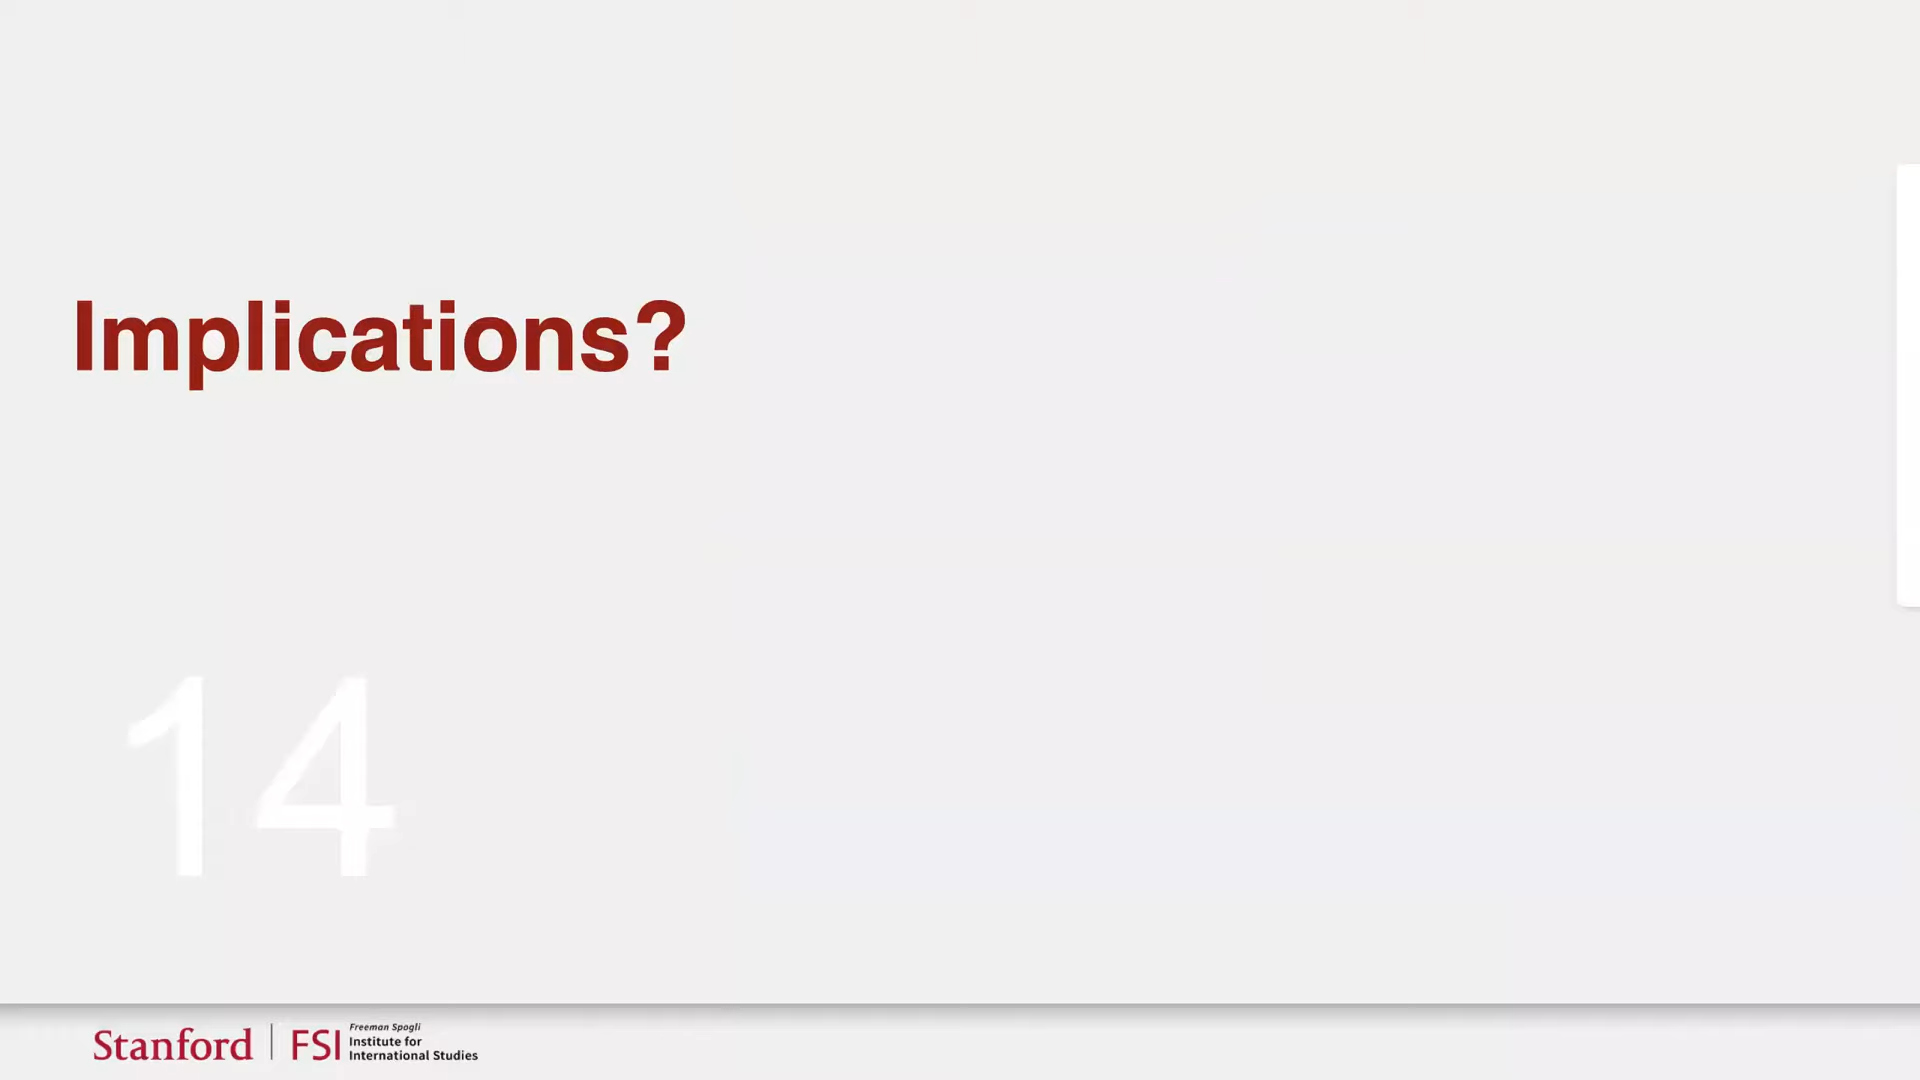 Implications?
14
Stanford | FSI Freeman Spogli
Institute for
International Studies